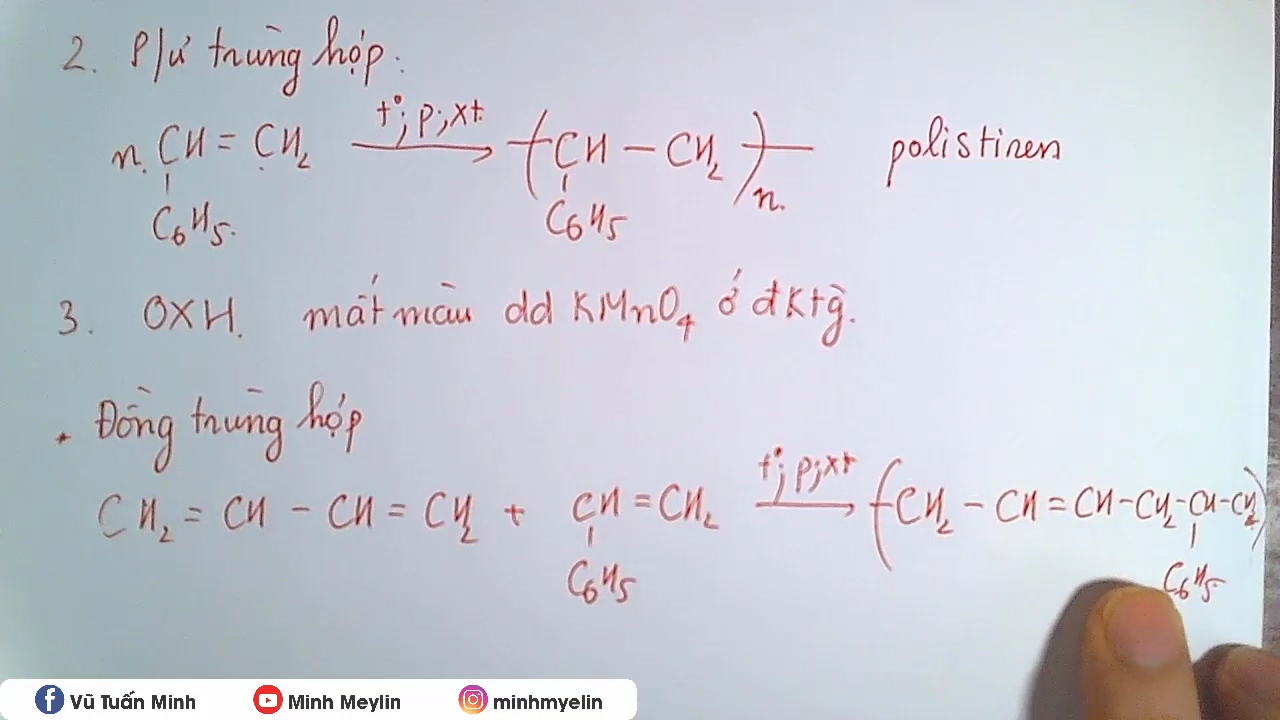 2. P/ư trùng hợp.
n. CH = CH₂ t°; p; xt → ( CH – CH₂ )n. polistiren
C₆H₅. C₆H₅
3. OXH. mất màu dd KMnO₄ ở đktg̀.
* Đồng trùng hợp
CH₂ = CH – CH = CH₂ + CH = CH₂ t°; p; xt → ( CH₂ – CH = CH – CH₂ – CH – CH₂ )
C₆H₅ C₆H₅
Vũ Tuấn Minh Minh Meylin minhmyelin